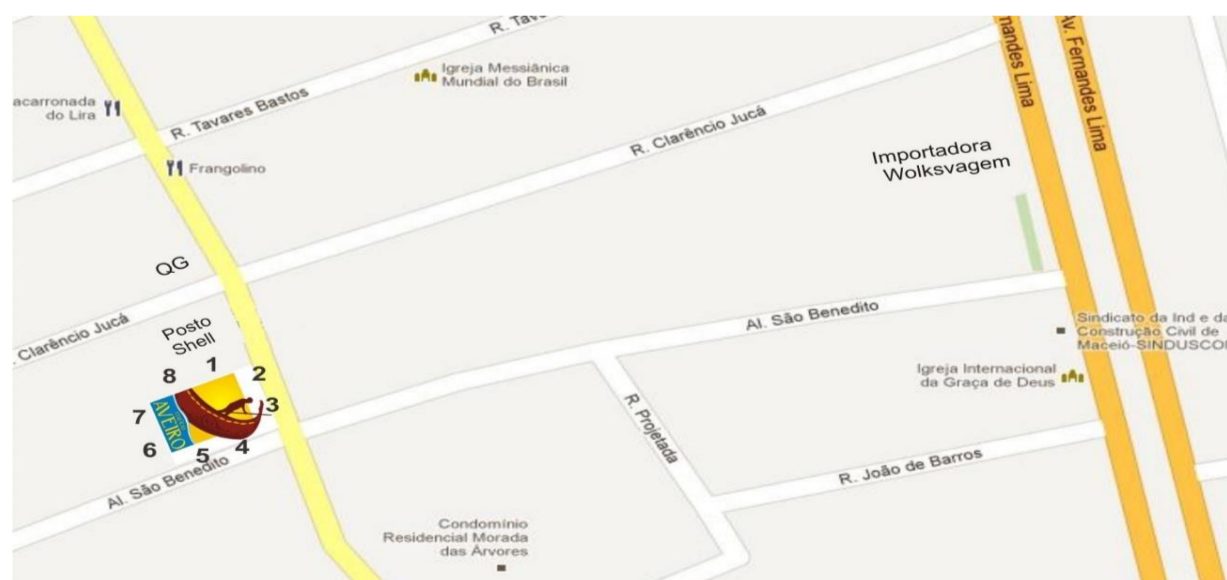 R. Tav
Igreja Messiânica
Mundial do Brasil
acarronada
do Lira
R. Tavares Bastos
Frangolino
R. Clarêncio Jucá
nandes Lima
Av. Fernandes Lima
Importadora
Wolksvagem
QG
Clarêncio Jucá
Posto
Shell
1
2
3
4
5
6
7
8
AVEIRO
Al. São Benedito
Al. São Benedito
Sindicato da Ind e da
Construção Civil de
Maceió-SINDUSCON
Igreja Internacional
da Graça de Deus
R. Projetada
R. João de Barros
Condomínio
Residencial Morada
das Árvores